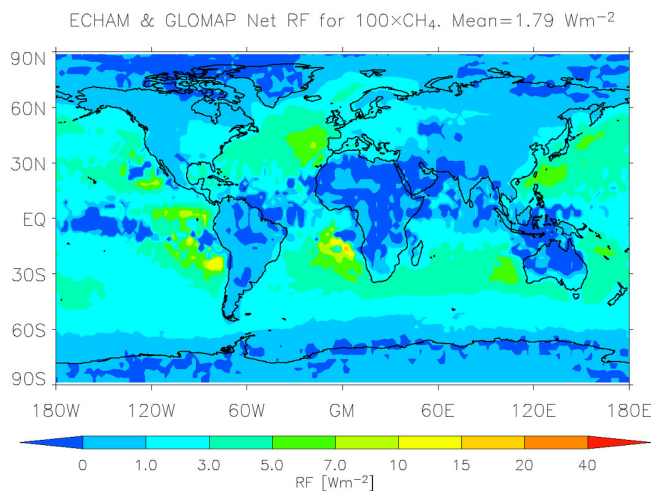 ECHAM & GLOMAP Net RF for 100×CH₄. Mean=1.79 Wm⁻²
90N
60N
30N
EQ
30S
60S
90S
180W 120W 60W GM 60E 120E 180E
0 1.0 3.0 5.0 7.0 10 15 20 40
RF [Wm⁻²]